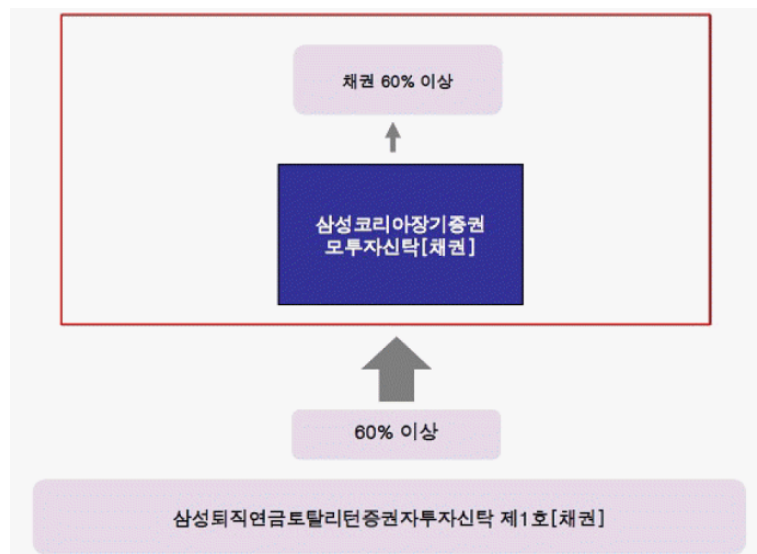 채권 60% 이상
삼성코리아장기증권
모투자신탁[채권]
60% 이상
삼성퇴직연금토탈리턴증권자투자신탁 제1호[채권]